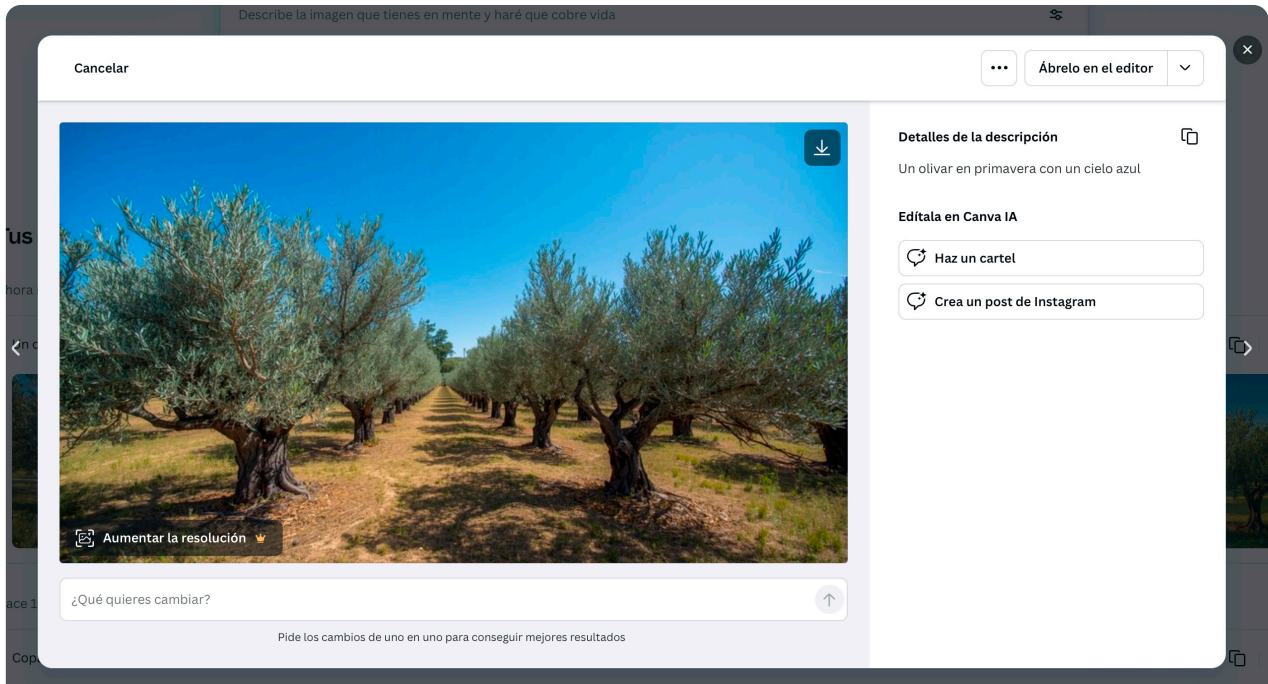 Describe la imagen que tienes en mente y haré que cobre vida
Cancelar
Ábrelo en el editor
Detalles de la descripción
Un olivar en primavera con un cielo azul
Edítala en Canva IA
Haz un cartel
Crea un post de Instagram
Aumentar la resolución
¿Qué quieres cambiar?
Pide los cambios de uno en uno para conseguir mejores resultados